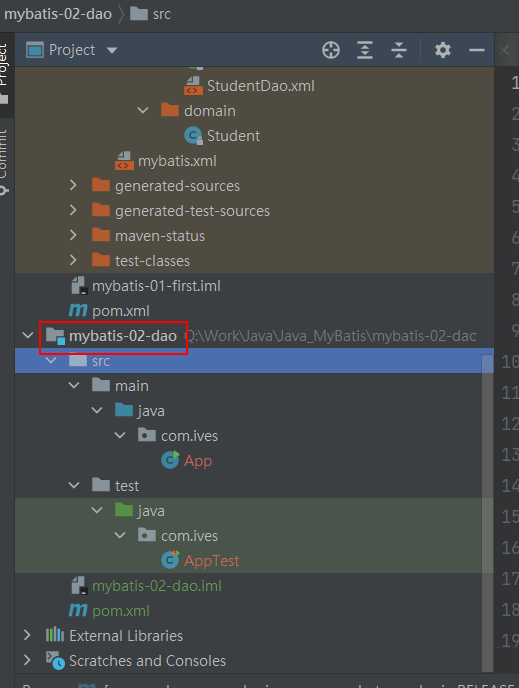 mybatis-02-dao src
Project
Project
Commit
StudentDao.xml
domain
Student
mybatis.xml
generated-sources
generated-test-sources
maven-status
test-classes
mybatis-01-first.iml
pom.xml
mybatis-02-dao Q:\Work\Java\Java_MyBatis\mybatis-02-dac
src
main
java
com.ives
App
test
java
com.ives
AppTest
mybatis-02-dao.iml
pom.xml
External Libraries
Scratches and Consoles
1
2
3
4
5
6
7
8
9
10
11
12
13
14
15
16
17
18
19